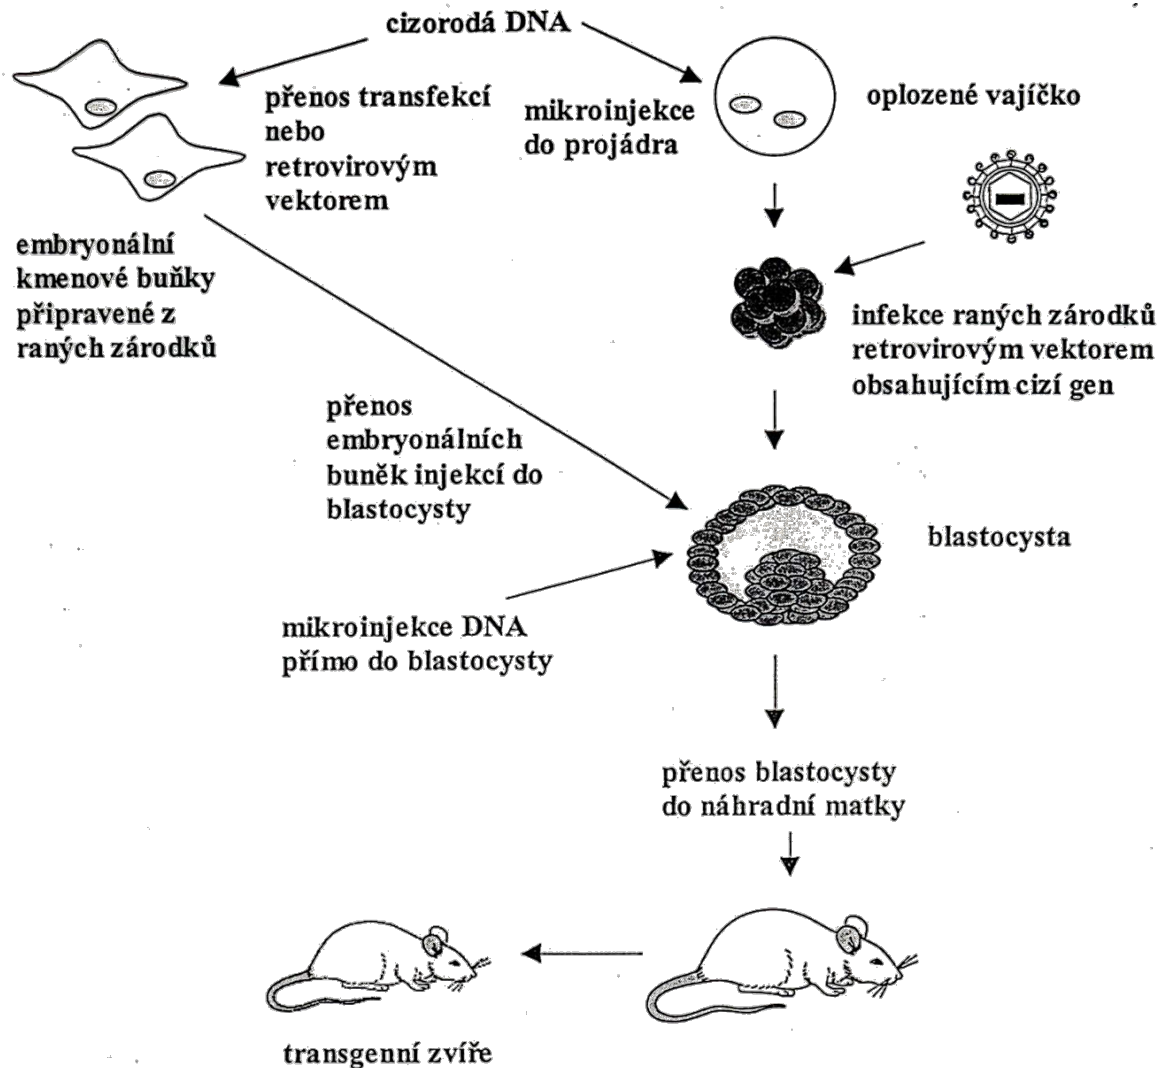 cizorodá DNA
přenos transfekcí
nebo
retrovirovým
vektorem
mikroinjekce
do projádra
oplozené vajíčko
embryonální
kmenové buňky
připravené z
raných zárodků
infekce raných zárodků
retrovirovým vektorem
obsahujícím cizí gen
přenos
embryonálních
buněk injekcí do
blastocysty
blastocysta
mikroinjekce DNA
přímo do blastocysty
přenos blastocysty
do náhradní matky
transgenní zvíře